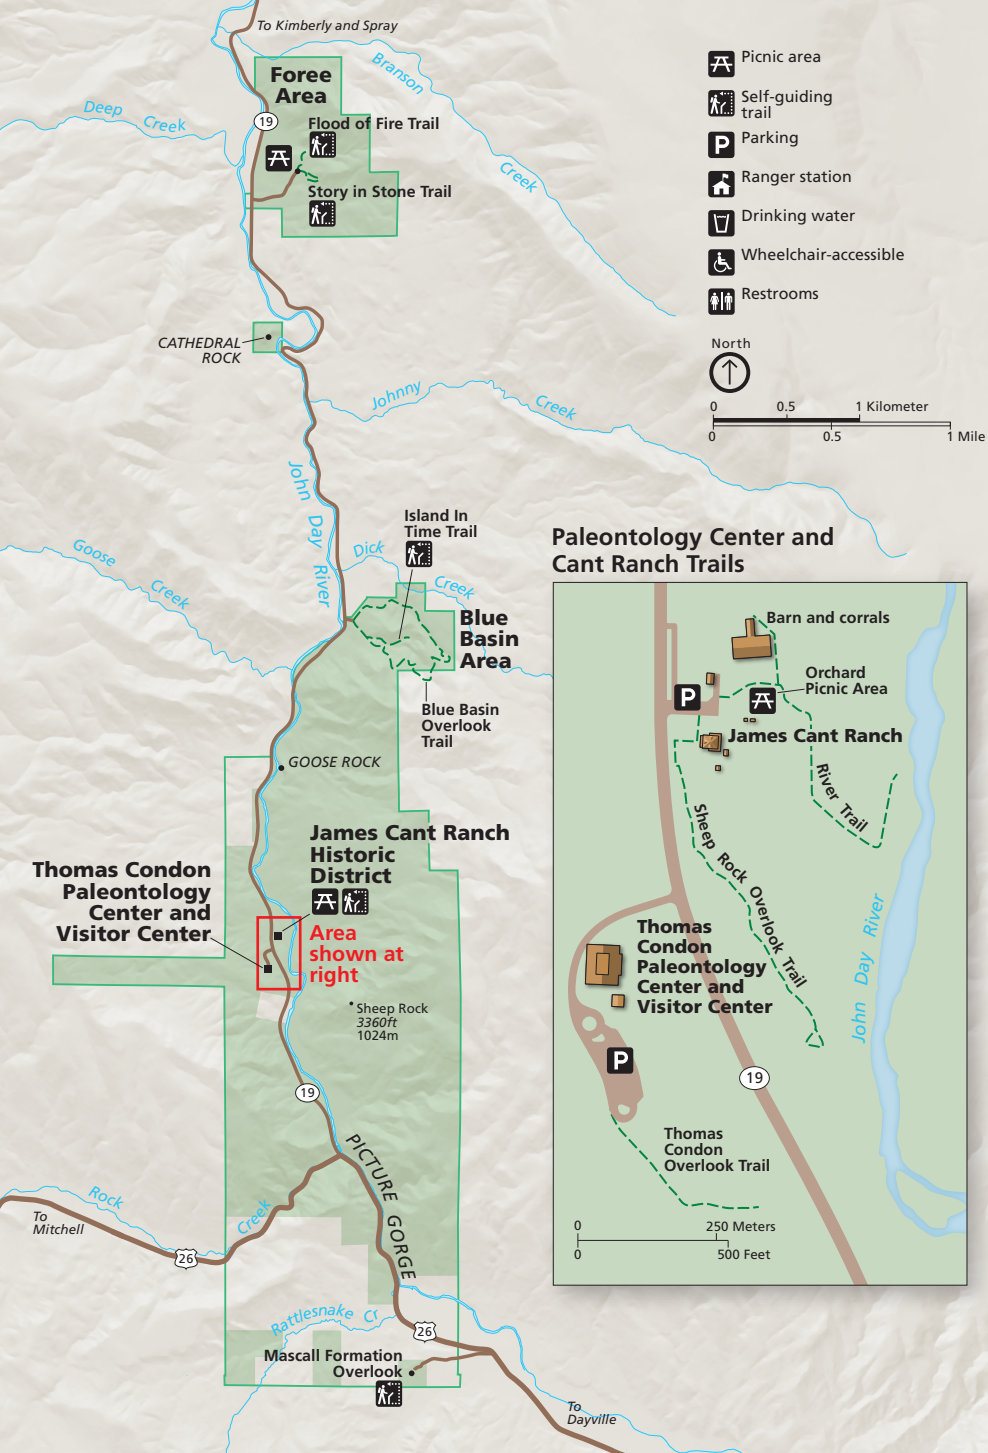 To Kimberly and Spray
Branson
Creek
Foree
Area
Deep Creek
19
Flood of Fire Trail
Story in Stone Trail
Picnic area
Self-guiding
trail
P
Parking
Ranger station
Drinking water
Wheelchair-accessible
Restrooms
North
0 0.5 1 Kilometer
0 0.5 1 Mile
CATHEDRAL
ROCK
Johnny Creek
John Day River
Island In
Time Trail
Dick
Creek
Goose
Creek
Blue
Basin
Area
Blue Basin
Overlook
Trail
GOOSE ROCK
James Cant Ranch
Historic
District
Thomas Condon
Paleontology
Center and
Visitor Center
Area
shown at
right
Sheep Rock
3360ft
1024m
19
PICTURE GORGE
Rock
Creek
To
Mitchell
26
Rattlesnake Cr
26
Mascall Formation
Overlook
To
Dayville
Paleontology Center and
Cant Ranch Trails
Barn and corrals
Orchard
Picnic Area
P
James Cant Ranch
River Trail
Sheep Rock Overlook Trail
Thomas
Condon
Paleontology
Center and
Visitor Center
John Day River
P
19
Thomas
Condon
Overlook Trail
0 250 Meters
0 500 Feet